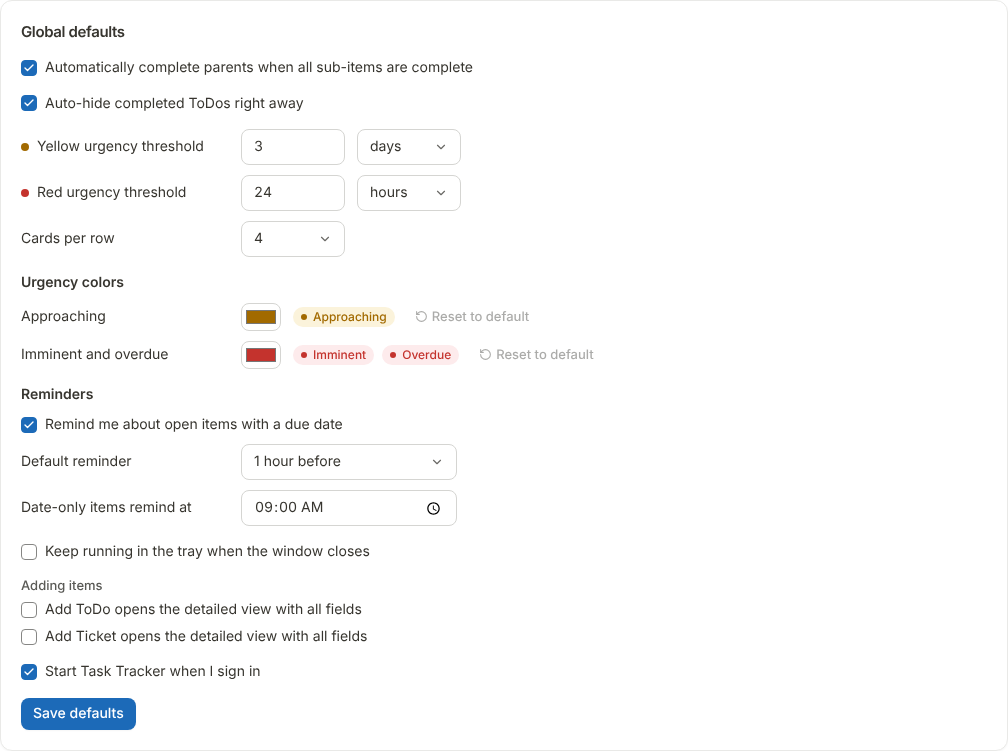 Global defaults
Automatically complete parents when all sub-items are complete
Auto-hide completed ToDos right away
Yellow urgency threshold 3 days
Red urgency threshold 24 hours
Cards per row 4
Urgency colors
Approaching Approaching Reset to default
Imminent and overdue Imminent Overdue Reset to default
Reminders
Remind me about open items with a due date
Default reminder 1 hour before
Date-only items remind at 09:00 AM
Keep running in the tray when the window closes
Adding items
Add ToDo opens the detailed view with all fields
Add Ticket opens the detailed view with all fields
Start Task Tracker when I sign in
Save defaults